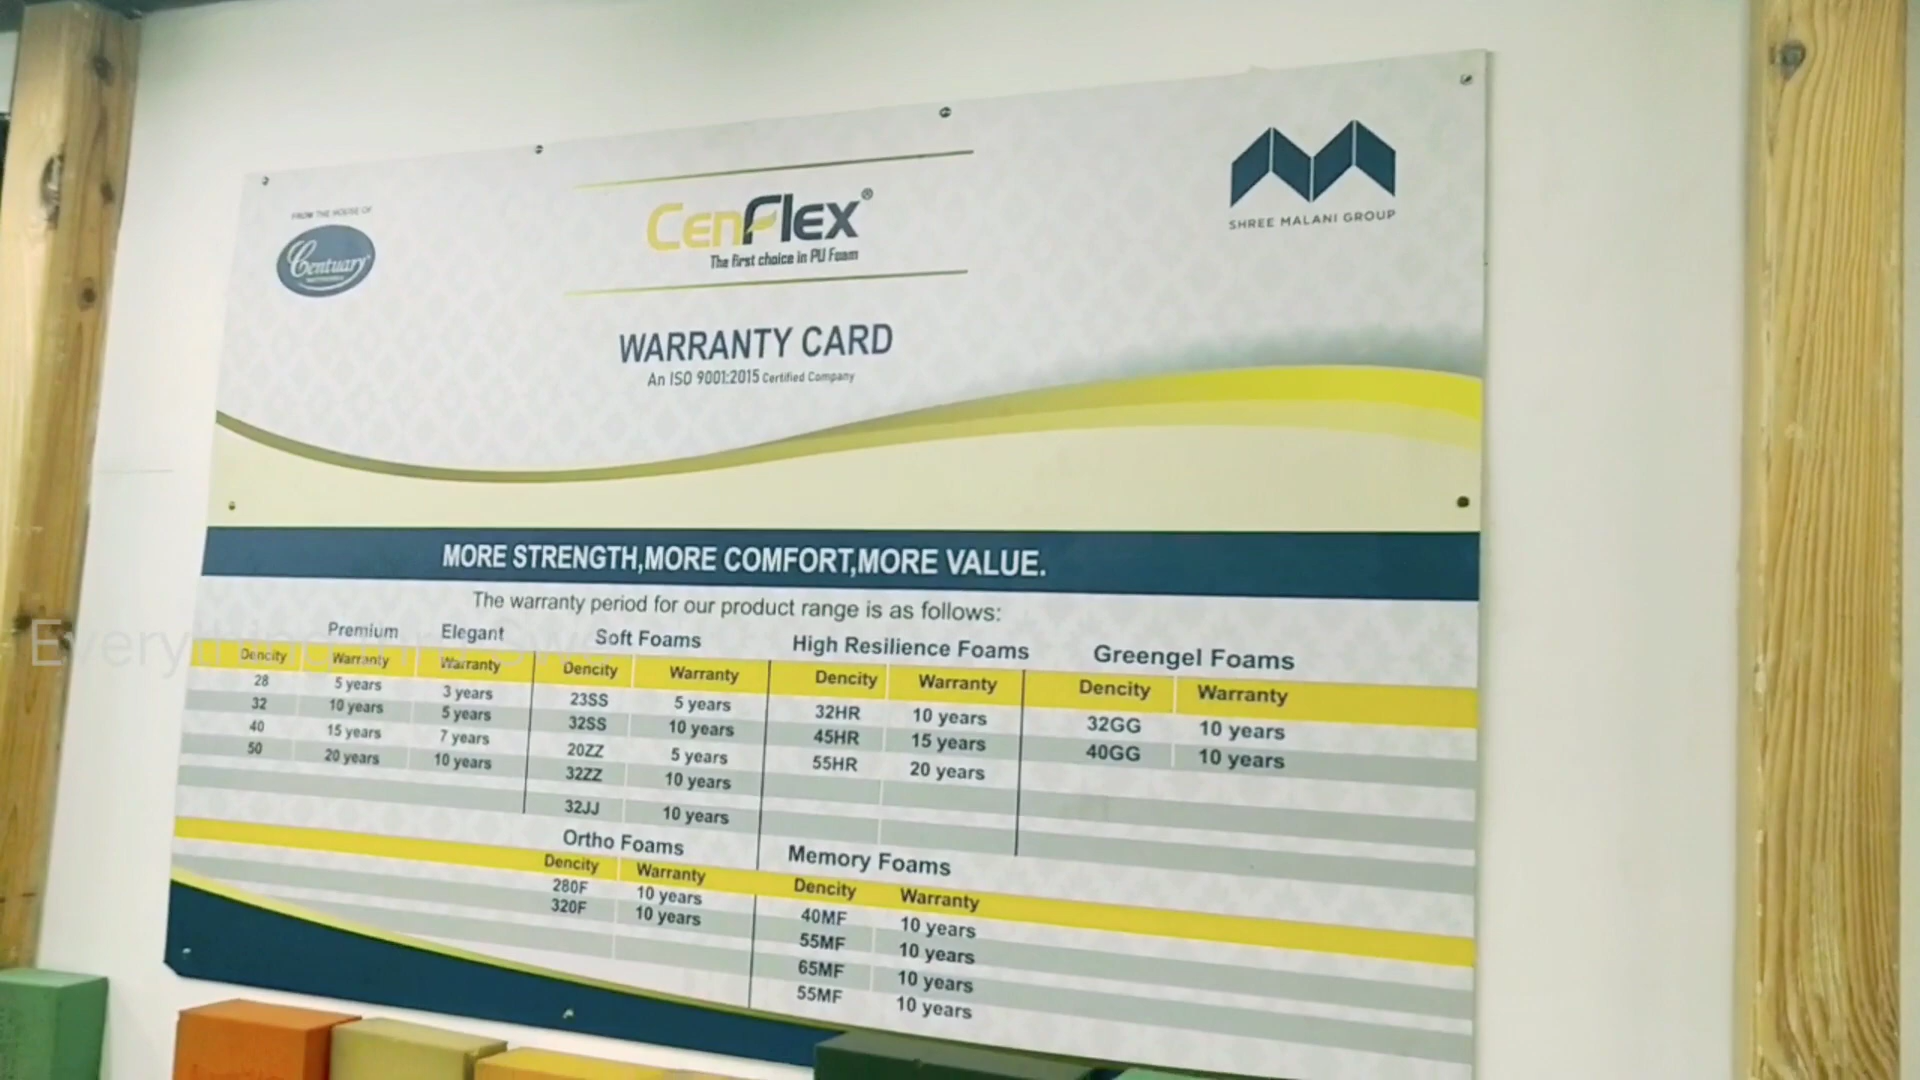 FROM THE HOUSE OF
Centuary
CenFlex®
The first choice in PU Foam
SHREE MALANI GROUP
WARRANTY CARD
An ISO 9001:2015 Certified Company
MORE STRENGTH,MORE COMFORT,MORE VALUE.
The warranty period for our product range is as follows:
Premium Elegant
Dencity Warranty Warranty
28 5 years 3 years
32 10 years 5 years
40 15 years 7 years
50 20 years 10 years
Soft Foams
Dencity Warranty
23SS 5 years
32SS 10 years
20ZZ 5 years
32ZZ 10 years
32JJ 10 years
High Resilience Foams
Dencity Warranty
32HR 10 years
45HR 15 years
55HR 20 years
Greengel Foams
Dencity Warranty
32GG 10 years
40GG 10 years
Ortho Foams
Dencity Warranty
280F 10 years
320F 10 years
Memory Foams
Dencity Warranty
40MF 10 years
55MF 10 years
65MF 10 years
55MF 10 years